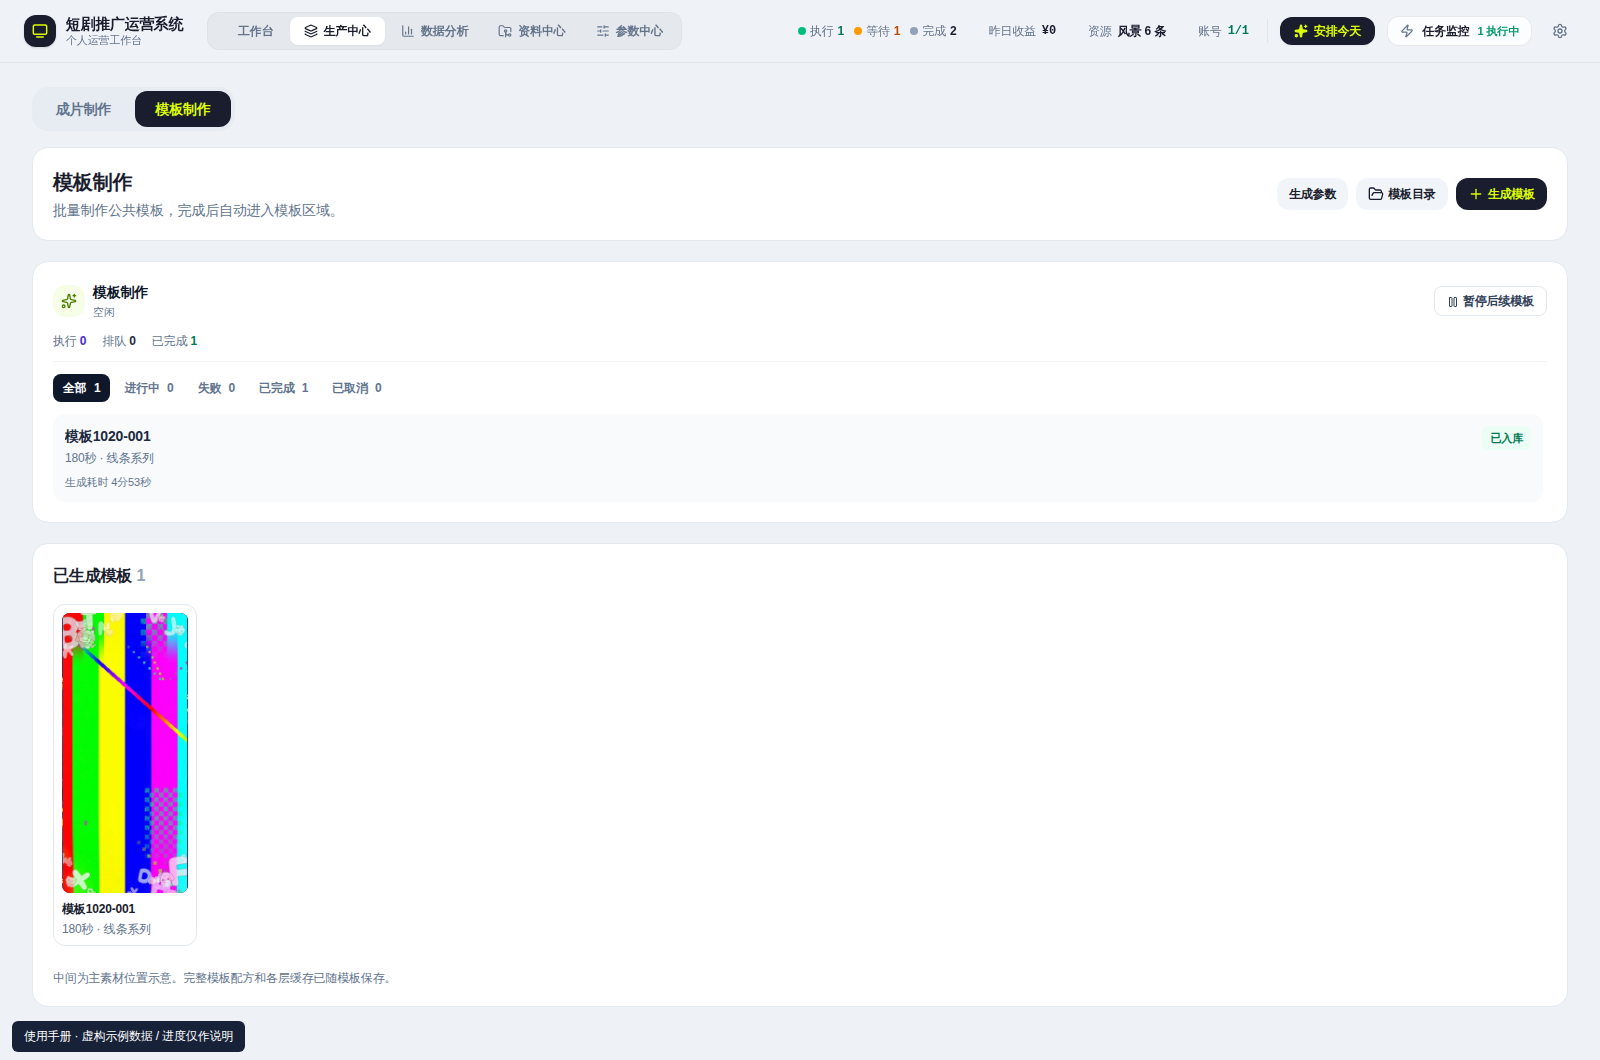 短剧推广运营系统
个人运营工作台
工作台 生产中心 数据分析 资料中心 参数中心
执行 1 等待 1 完成 2 昨日收益 ¥0 资源 风景 6 条 账号 1/1
安排今天 任务监控 1 执行中
成片制作 模板制作
模板制作
批量制作公共模板，完成后自动进入模板区域。
生成参数 模板目录 生成模板
模板制作
空闲
暂停后续模板
执行 0 排队 0 已完成 1
全部 1 进行中 0 失败 0 已完成 1 已取消 0
模板1020-001
已入库
180秒 · 线条系列
生成耗时 4分53秒
已生成模板 1
模板1020-001
180秒 · 线条系列
中间为主素材位置示意。完整模板配方和各层缓存已随模板保存。
使用手册 · 虚构示例数据 / 进度仅作说明